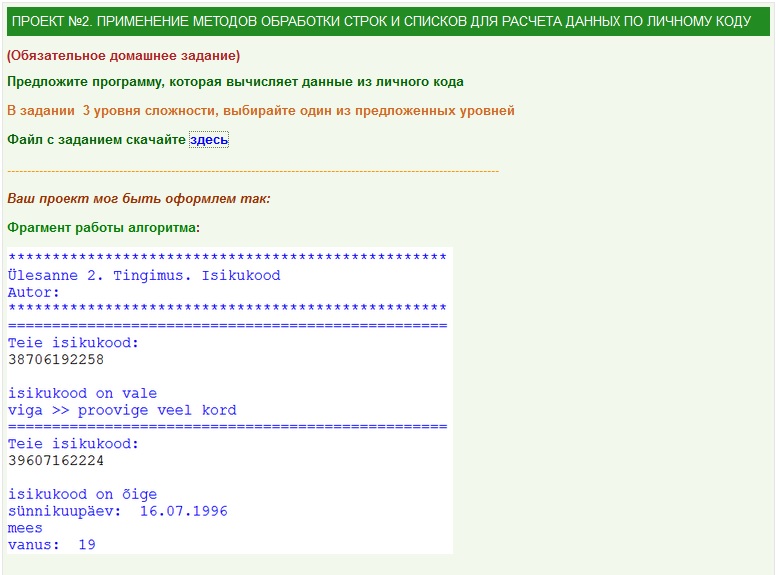 ПРОЕКТ №2. ПРИМЕНЕНИЕ МЕТОДОВ ОБРАБОТКИ СТРОК И СПИСКОВ ДЛЯ РАСЧЕТА ДАННЫХ ПО ЛИЧНОМУ КОДУ
(Обязательное домашнее задание)
Предложите программу, которая вычисляет данные из личного кода
В задании 3 уровня сложности, выбирайте один из предложенных уровней
Файл с заданием скачайте здесь
Ваш проект мог быть оформлем так:
Фрагмент работы алгоритма:
**************************************************
Ülesanne 2. Tingimus. Isikukood
Autor:
**************************************************
==================================================
Teie isikukood:
38706192258
isikukood on vale
viga >> proovige veel kord
==================================================
Teie isikukood:
39607162224
isikukood on õige
sünnikuupäev: 16.07.1996
mees
vanus: 19